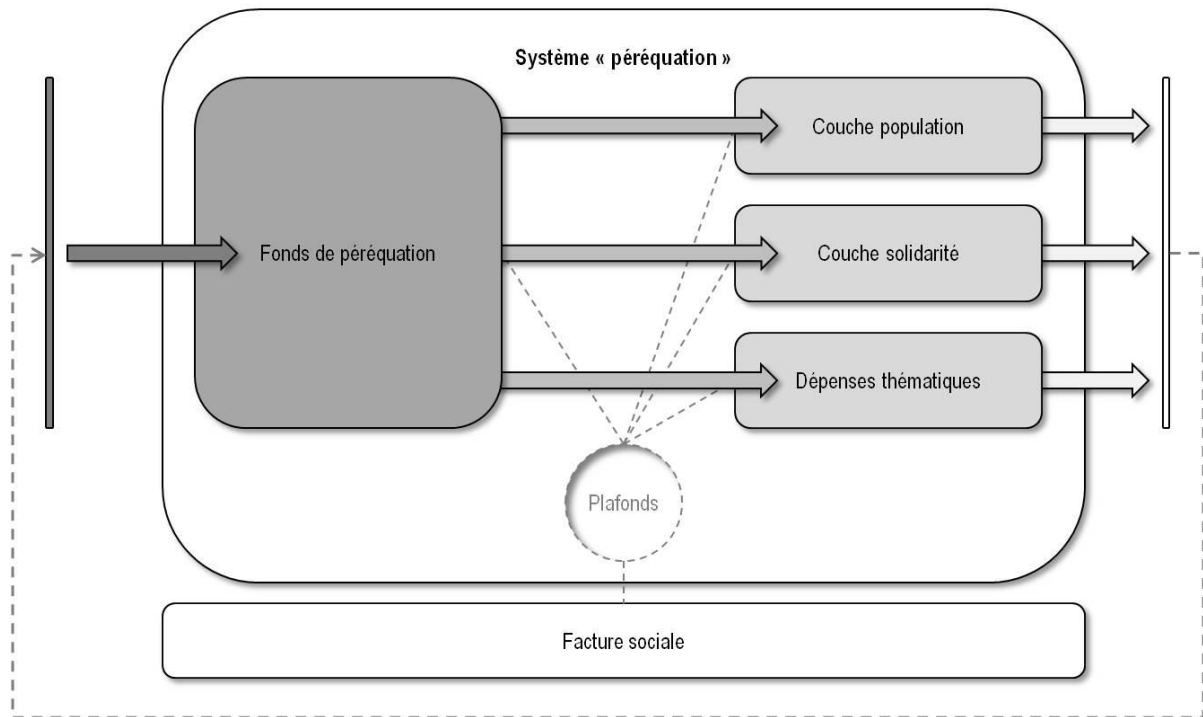 Système « péréquation »
Couche population
Fonds de péréquation
Couche solidarité
Dépenses thématiques
Plafonds
Facture sociale